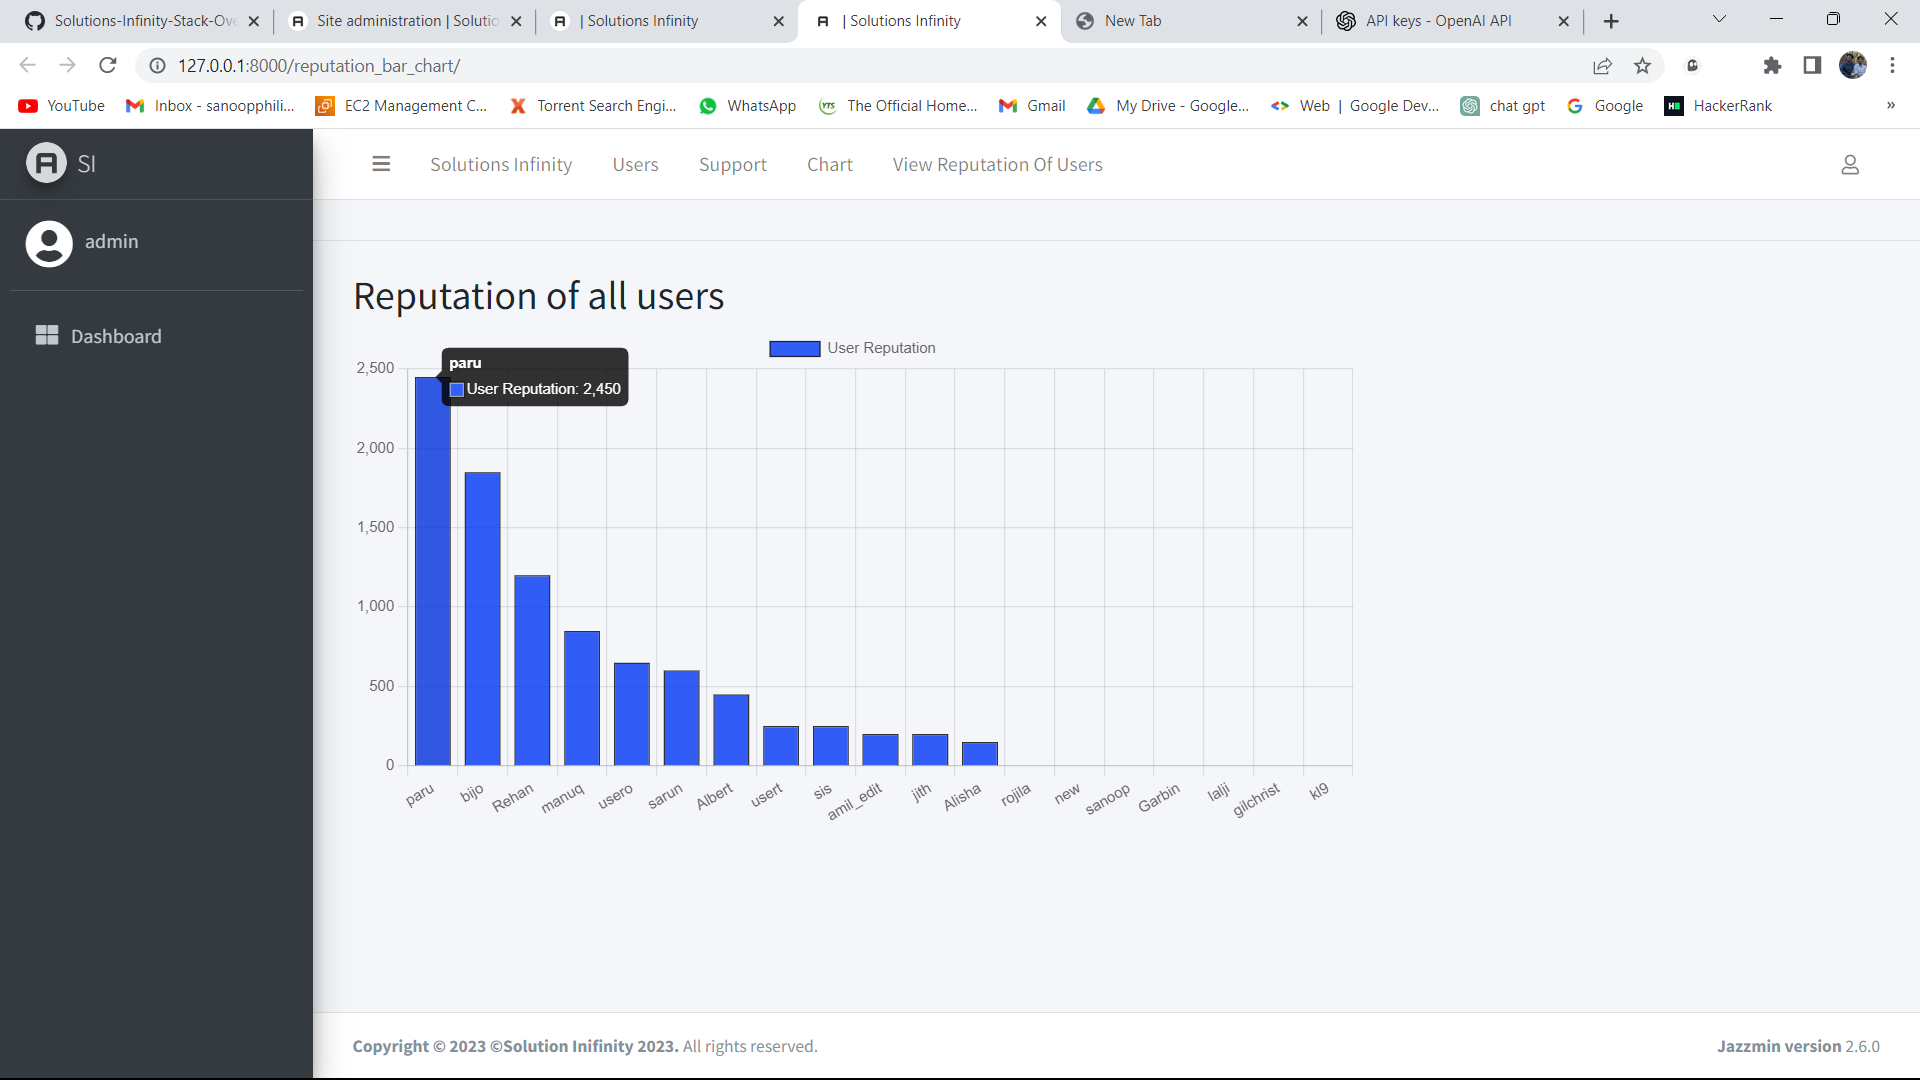 Solutions-Infinity-Stack-Ove
Site administration | Solutio
| Solutions Infinity
| Solutions Infinity
New Tab
API keys - OpenAI API
127.0.0.1:8000/reputation_bar_chart/
YouTube
Inbox - sanoopphili...
EC2 Management C...
Torrent Search Engi...
WhatsApp
YTS
The Official Home...
Gmail
My Drive - Google...
Web | Google Dev...
chat gpt
Google
HackerRank
»
SI
Solutions Infinity
Users
Support
Chart
View Reputation Of Users
admin
Dashboard
Reputation of all users
User Reputation
paru
User Reputation: 2,450
2,500
2,000
1,500
1,000
500
0
paru
bijo
Rehan
manuq
usero
sarun
Albert
usert
sis
amil_edit
jith
Alisha
rojila
new
sanoop
Garbin
lalji
gilchrist
kl9
Copyright © 2023 ©Solution Inifinity 2023. All rights reserved.
Jazzmin version 2.6.0